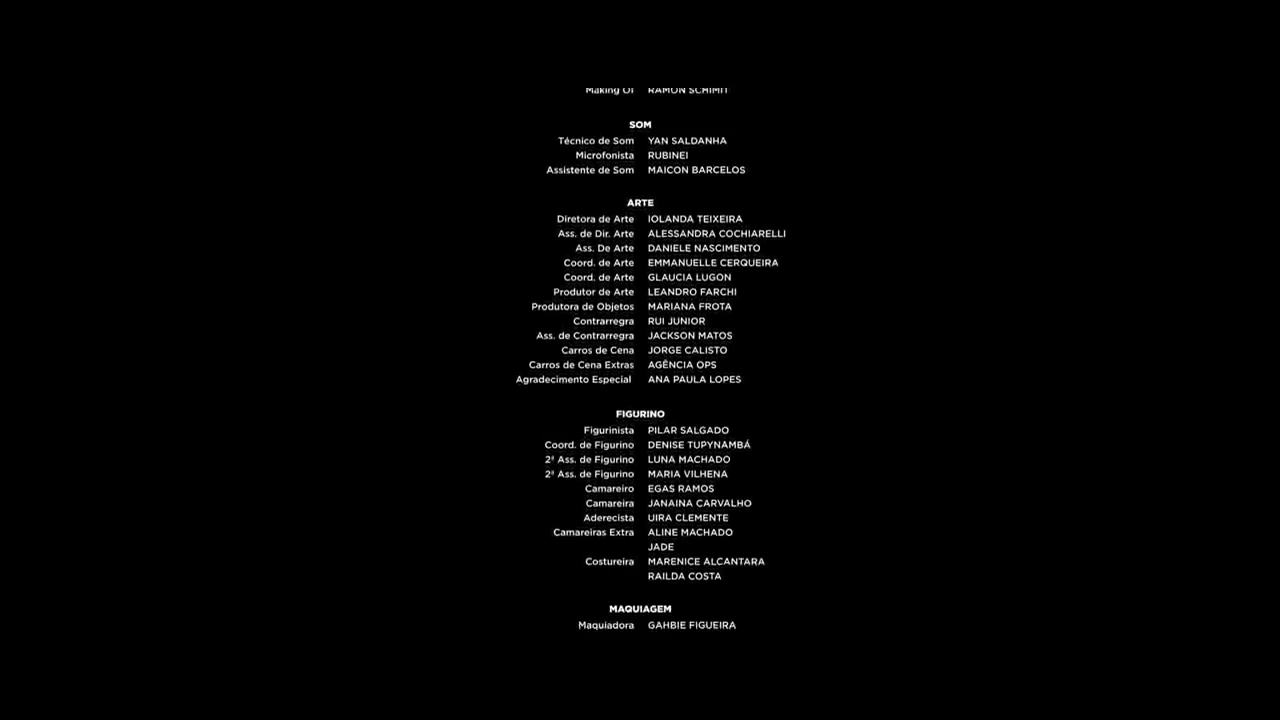 Making Of RAMON SCHIMIT
SOM
Técnico de Som YAN SALDANHA
Microfonista RUBINEI
Assistente de Som MAICON BARCELOS
ARTE
Diretora de Arte IOLANDA TEIXEIRA
Ass. de Dir. Arte ALESSANDRA COCHIARELLI
Ass. De Arte DANIELE NASCIMENTO
Coord. de Arte EMMANUELLE CERQUEIRA
Coord. de Arte GLAUCIA LUGON
Produtor de Arte LEANDRO FARCHI
Produtora de Objetos MARIANA FROTA
Contrarregra RUI JUNIOR
Ass. de Contrarregra JACKSON MATOS
Carros de Cena JORGE CALISTO
Carros de Cena Extras AGÊNCIA OPS
Agradecimento Especial ANA PAULA LOPES
FIGURINO
Figurinista PILAR SALGADO
Coord. de Figurino DENISE TUPYNAMBÁ
2ª Ass. de Figurino LUNA MACHADO
2ª Ass. de Figurino MARIA VILHENA
Camareiro EGAS RAMOS
Camareira JANAINA CARVALHO
Aderecista UIRA CLEMENTE
Camareiras Extra ALINE MACHADO
JADE
Costureira MARENICE ALCANTARA
RAILDA COSTA
MAQUIAGEM
Maquiadora GAHBIE FIGUEIRA